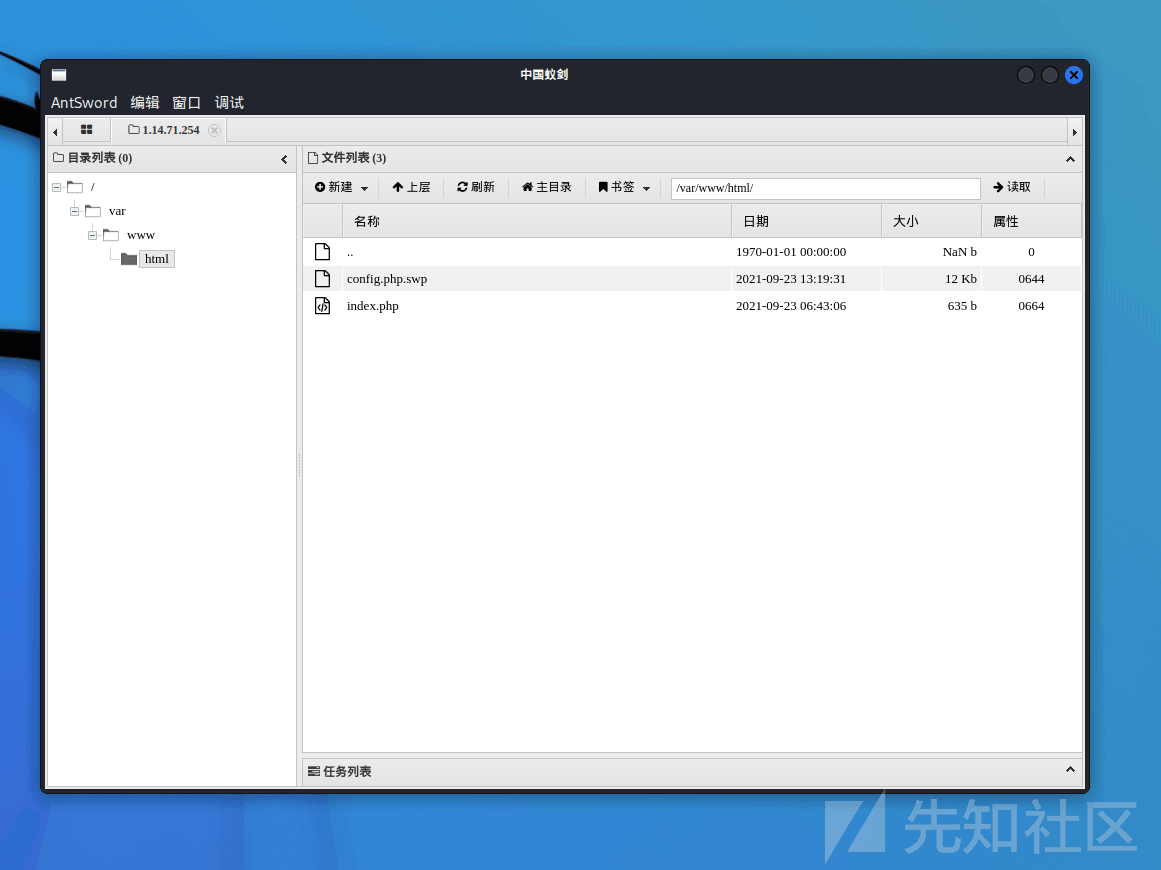 中国蚁剑
AntSword 编辑 窗口 调试
1.14.71.254
目录列表 (0)
/
var
www
html
文件列表 (3)
新建 上层 刷新 主目录 书签 /var/www/html/ 读取
名称 日期 大小 属性
.. 1970-01-01 00:00:00 NaN b 0
config.php.swp 2021-09-23 13:19:31 12 Kb 0644
index.php 2021-09-23 06:43:06 635 b 0664
任务列表
先知社区